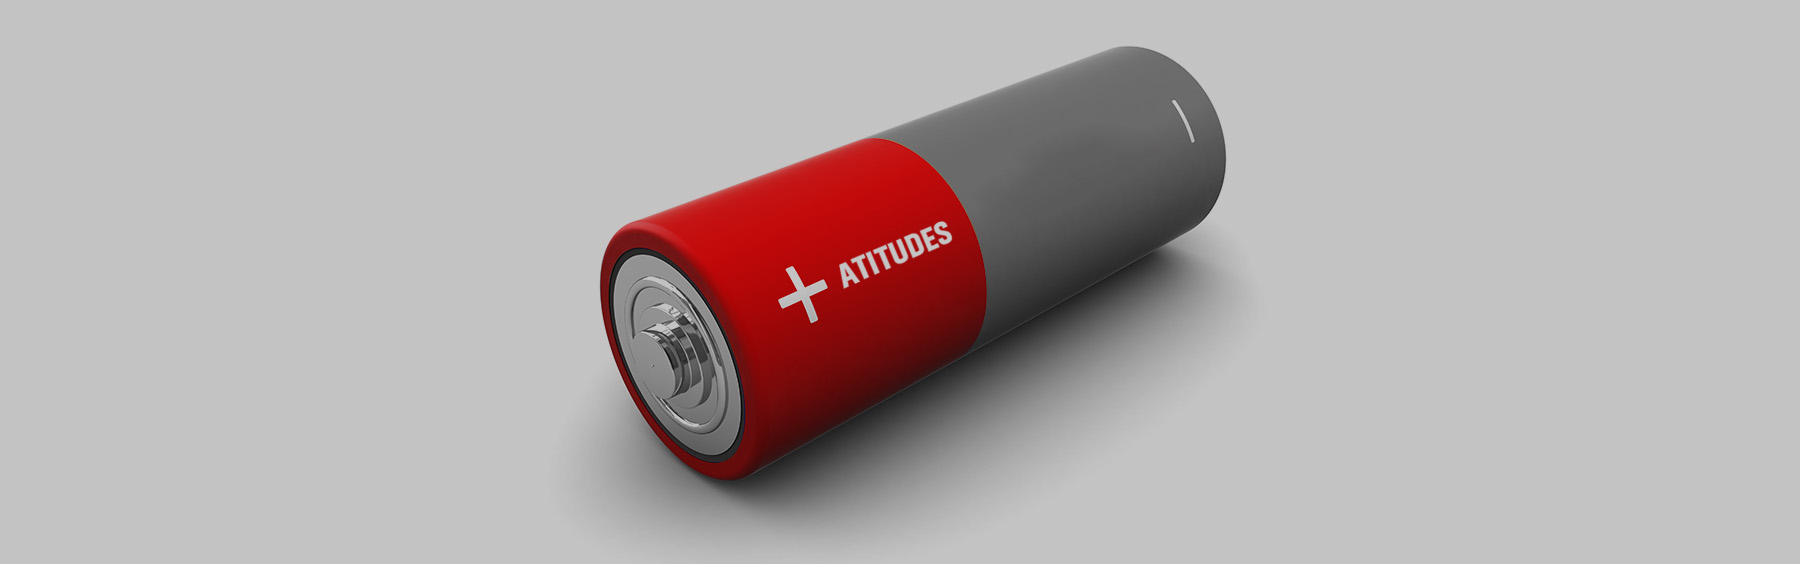 + ATITUDES
-